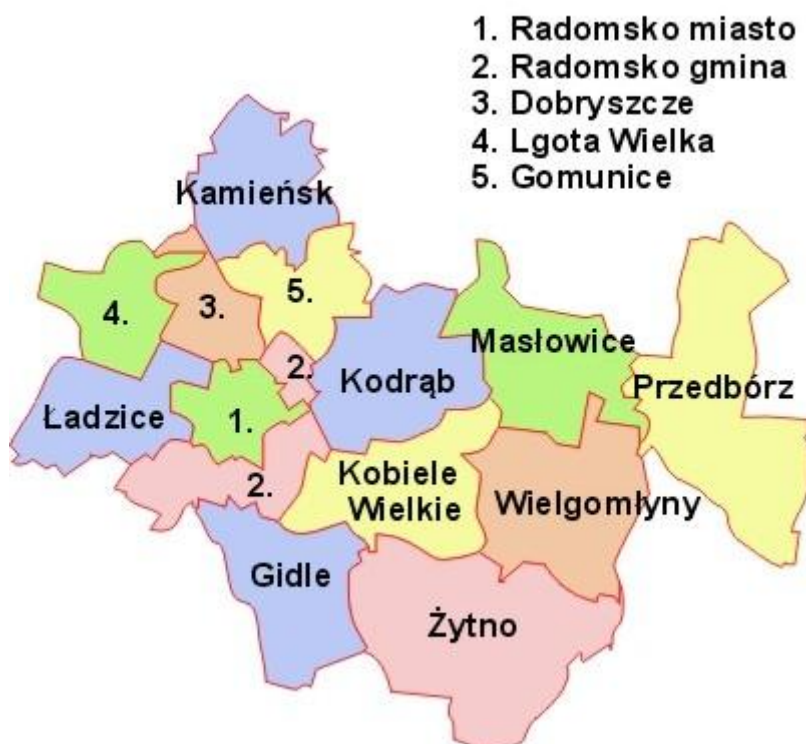 1. Radomsko miasto
2. Radomsko gmina
3. Dobryszcze
4. Lgota Wielka
5. Gomunice
Kamieńsk
4.
3.
5.
Masłowice
2.
Kodrąb
Przedbórz
Ładzice
1.
Kobiele
Wielkie
2.
Wielgomłyny
Gidle
Żytno